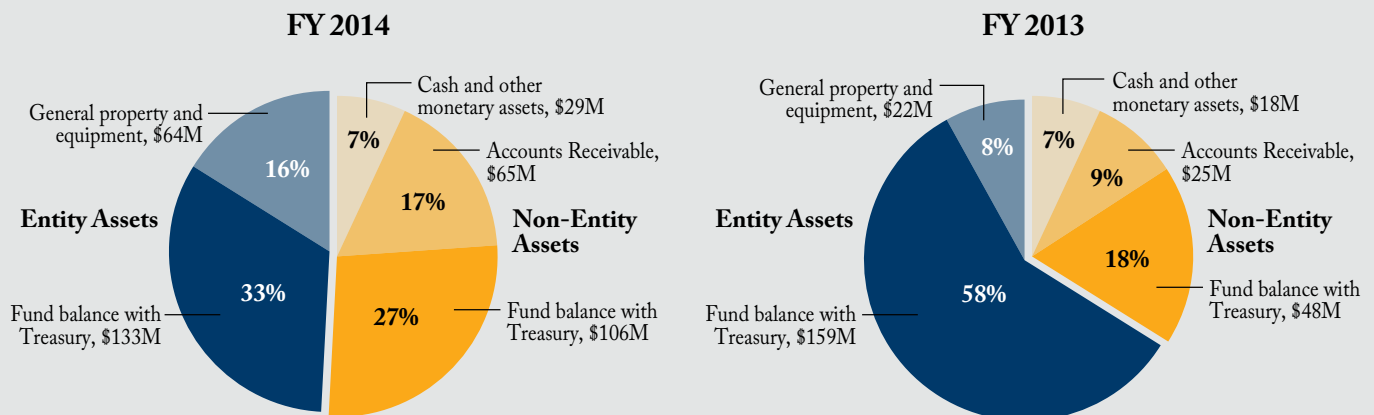 FY 2014
Cash and other
monetary assets, $29M
General property and
equipment, $64M
7%
Accounts Receivable,
$65M
16%
17%
Entity Assets
Non-Entity
Assets
33%
27%
Fund balance with
Treasury, $133M
Fund balance with
Treasury, $106M
FY 2013
Cash and other
monetary assets, $18M
General property and
equipment, $22M
8%
7%
Accounts Receivable,
$25M
9%
Entity Assets
Non-Entity
Assets
18%
58%
Fund balance with
Treasury, $48M
Fund balance with
Treasury, $159M